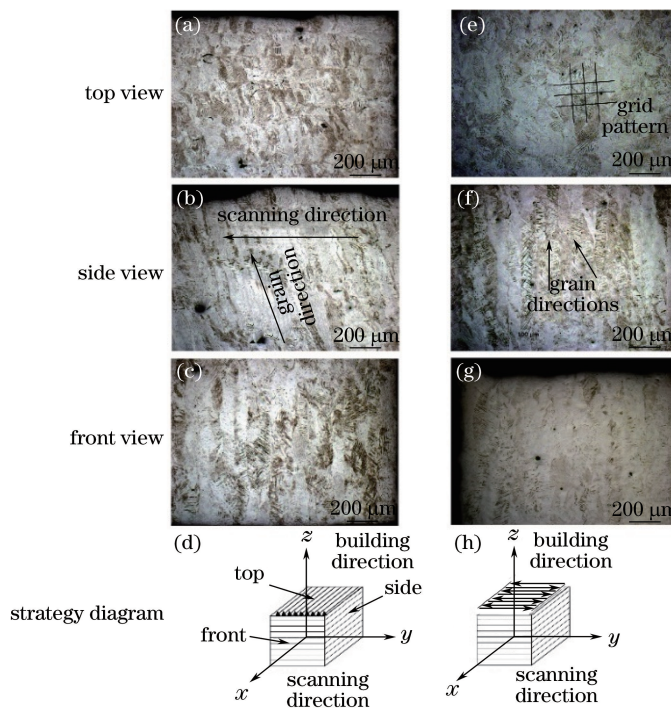 (a)
(e)
top view
grid
pattern
200 μm
200 μm
(b)
scanning direction
(f)
side view
grain
direction
grain
directions
200 μm
200 μm
(c)
(g)
front view
200 μm
200 μm
(d)
z
building
direction
top
side
front
y
x
scanning
direction
(h)
z
building
direction
y
x
scanning
direction
strategy diagram